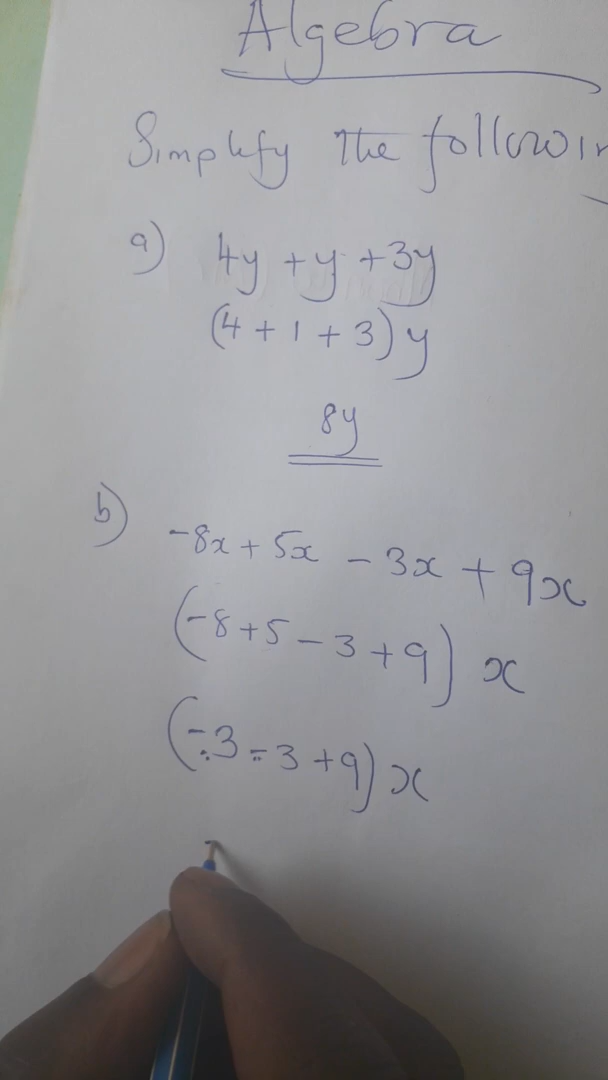 Algebra
Simplify the
a) 4y + y + 3y
(4 + 1 + 3) y
8y
b) -8x + 5x - 3x + 9x
(-8 + 5 - 3 + 9) x
(-3 - 3 + 9) x